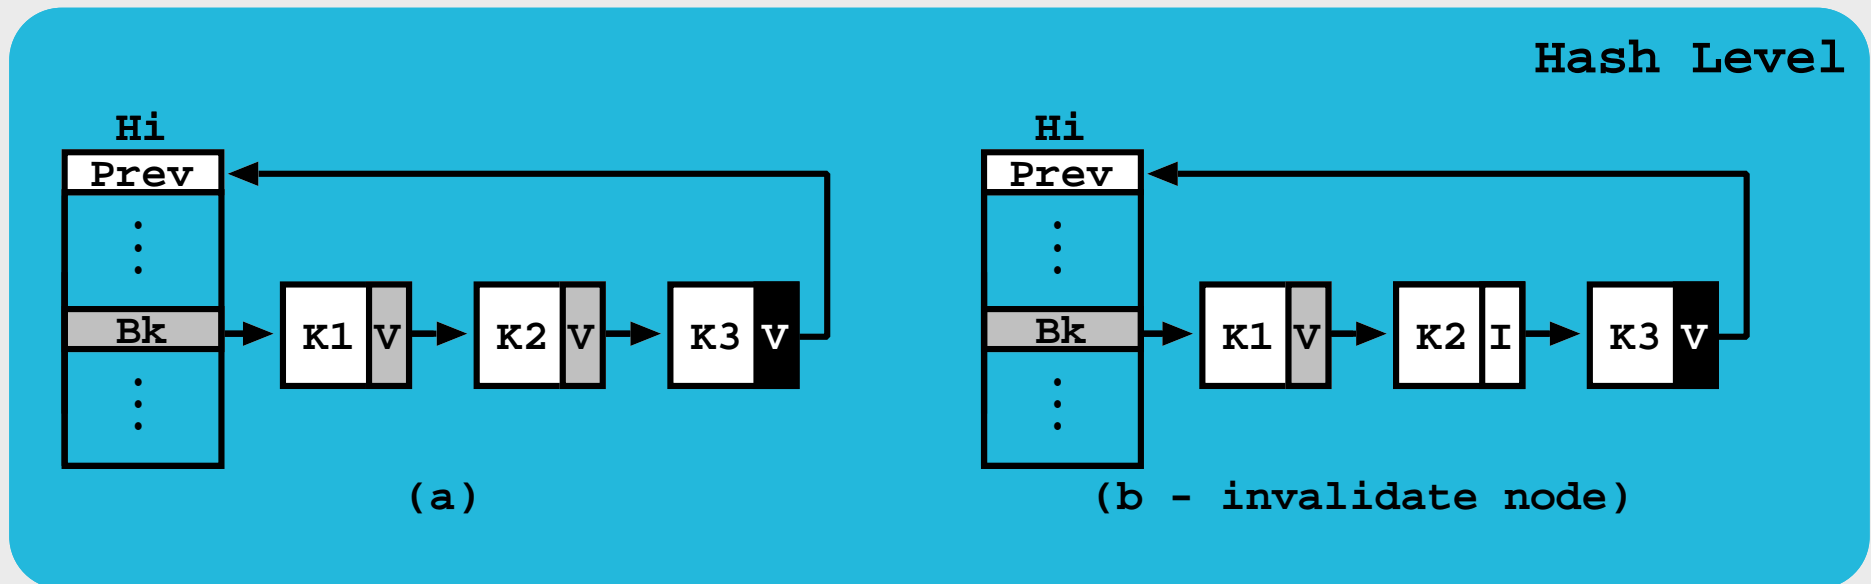 Hash Level
Hi
Prev
Bk
K1 V
K2 V
K3 V
(a)
Hi
Prev
Bk
K1 V
K2 I
K3 V
(b - invalidate node)